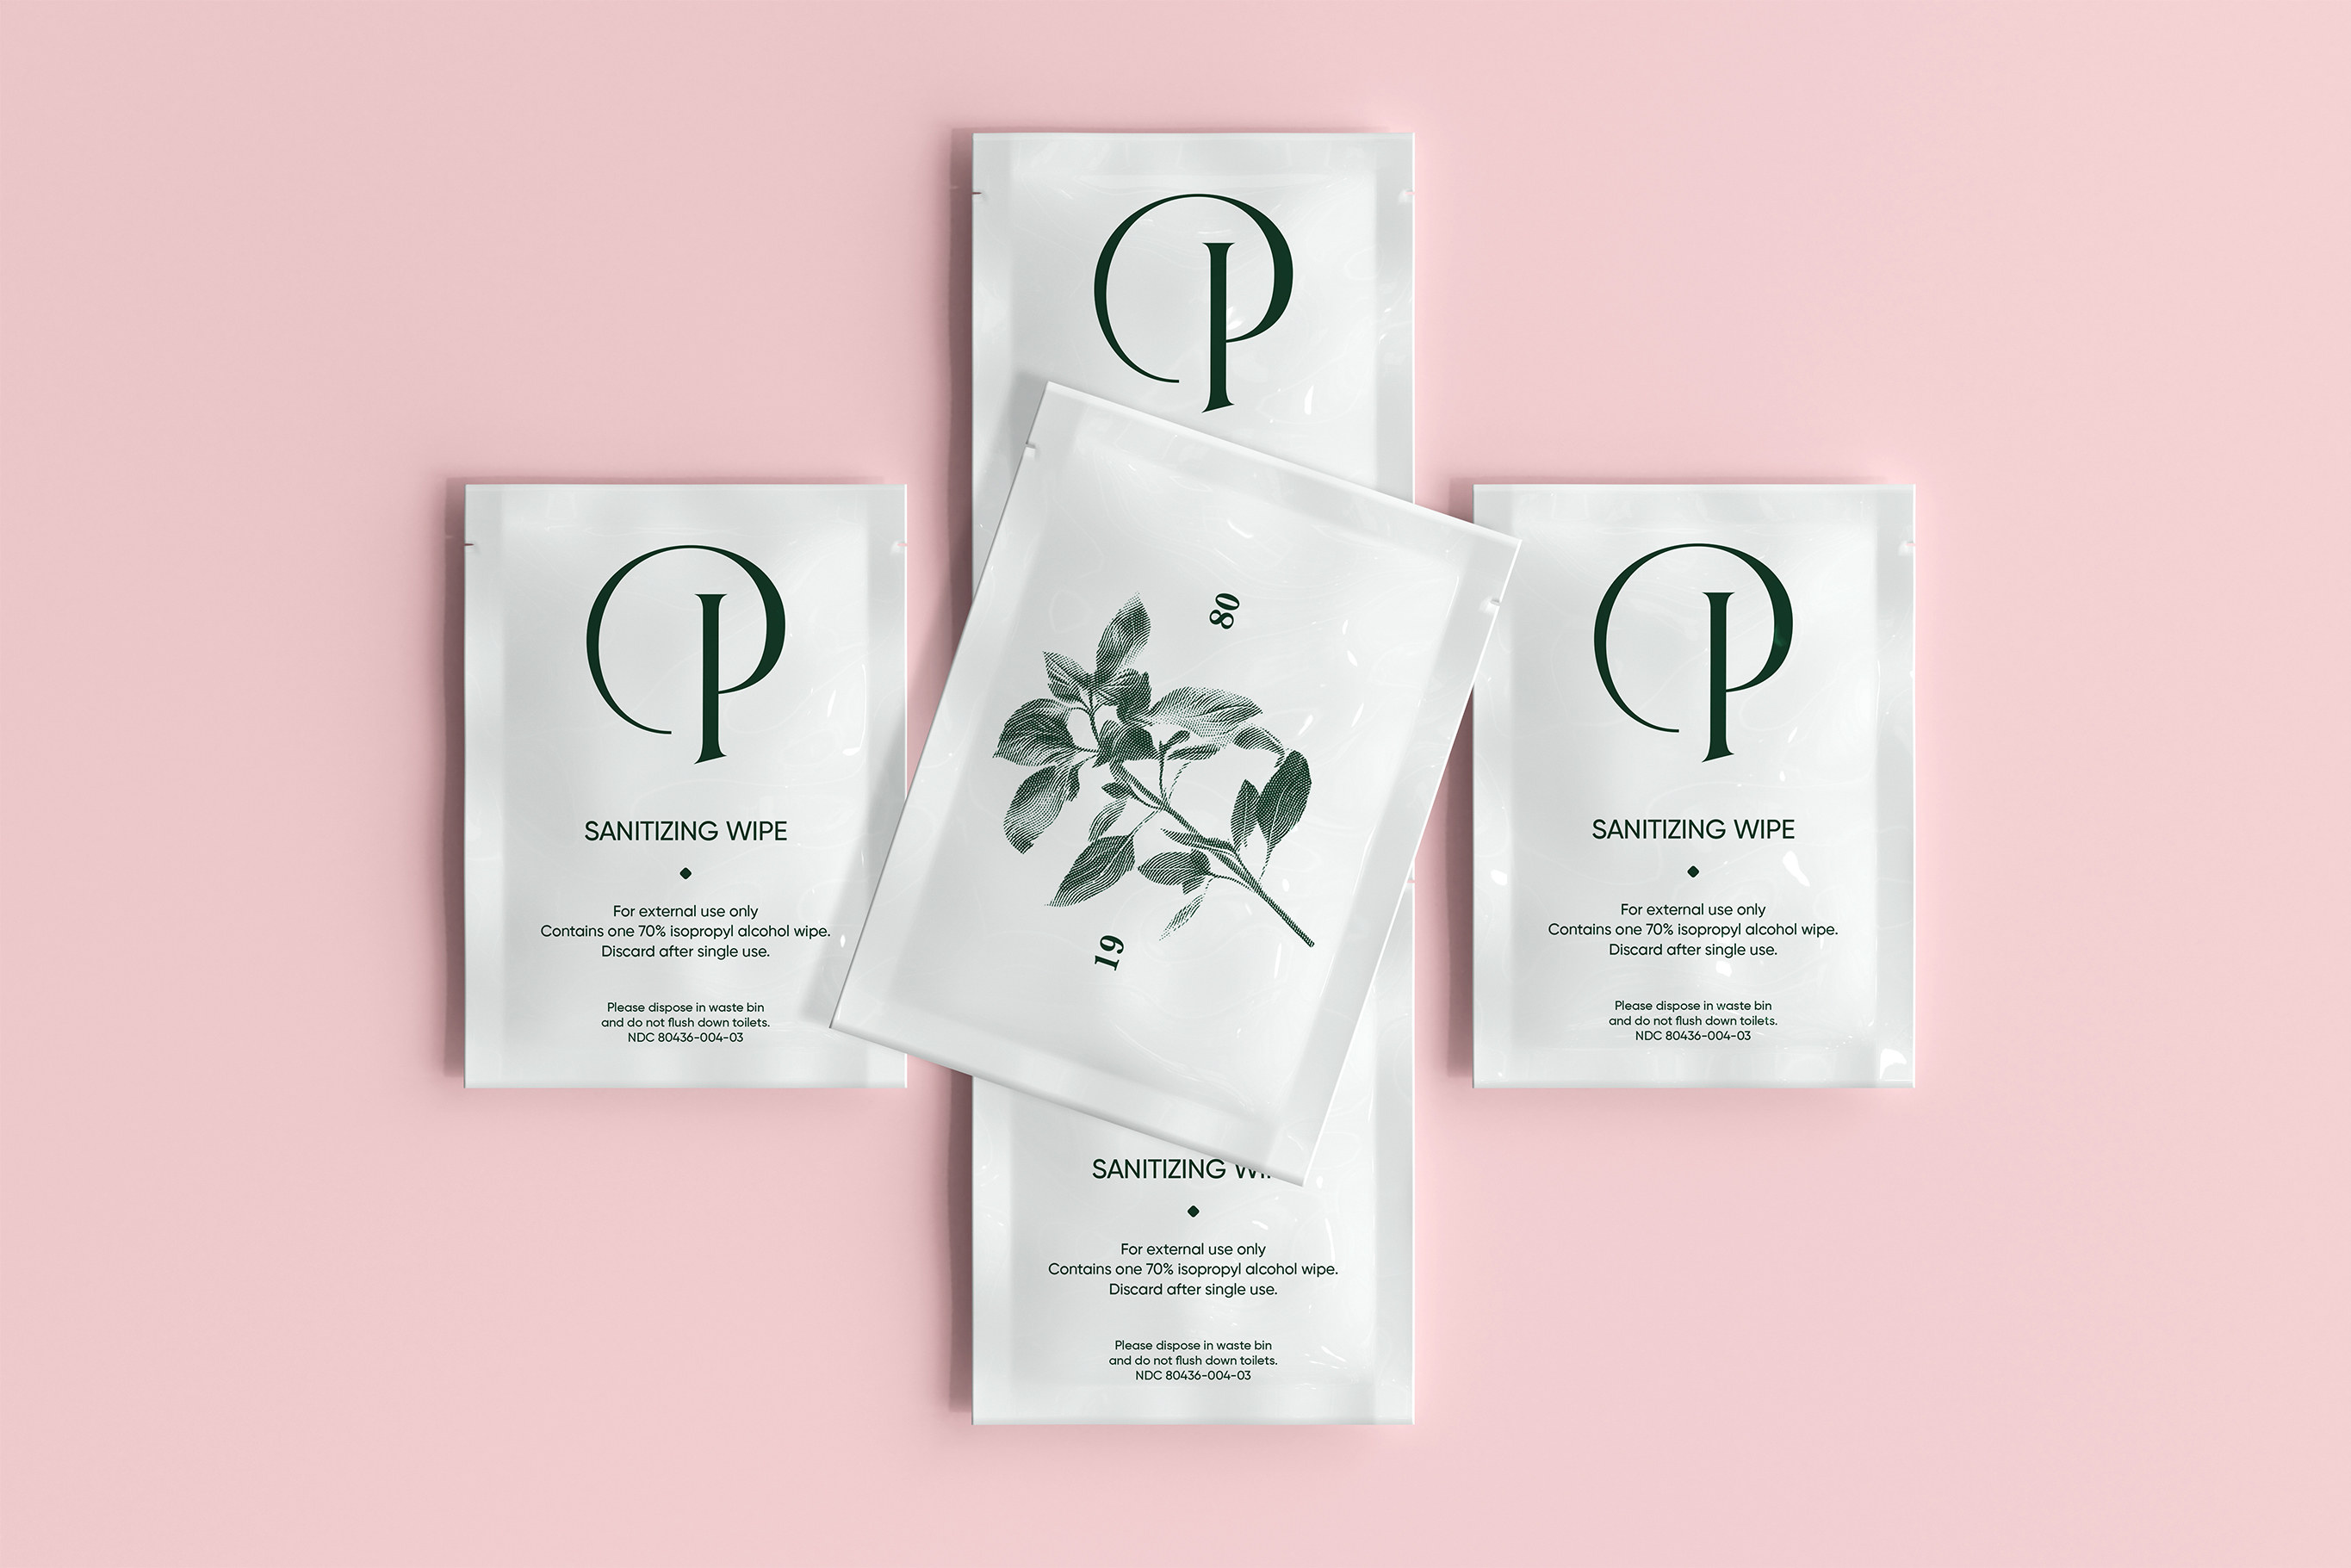 P
P
SANITIZING WIPE
For external use only
Contains one 70% isopropyl alcohol wipe.
Discard after single use.
Please dispose in waste bin
and do not flush down toilets.
NDC 80436-004-03
19
80
P
SANITIZING WIPE
For external use only
Contains one 70% isopropyl alcohol wipe.
Discard after single use.
Please dispose in waste bin
and do not flush down toilets.
NDC 80436-004-03
SANITIZING
For external use only
Contains one 70% isopropyl alcohol wipe.
Discard after single use.
Please dispose in waste bin
and do not flush down toilets.
NDC 80436-004-03